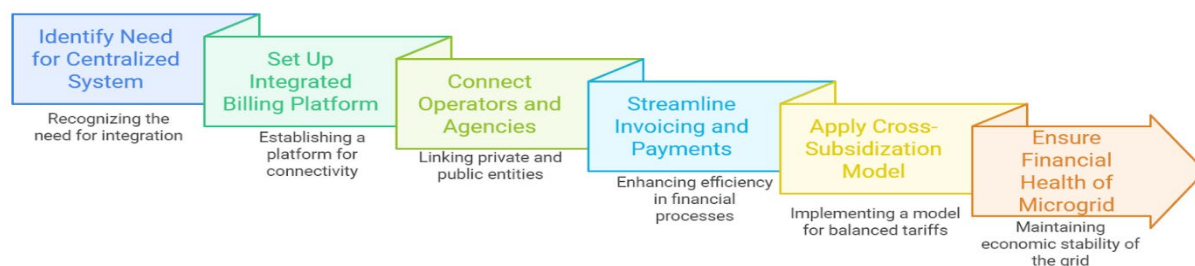 Identify Need
for Centralized
System
Recognizing the
need for integration
Set Up
Integrated
Billing Platform
Establishing a
platform for
connectivity
Connect
Operators and
Agencies
Linking private and
public entities
Streamline
Invoicing and
Payments
Enhancing efficiency
in financial
processes
Apply Cross-
Subsidization
Model
Implementing a model
for balanced tariffs
Ensure
Financial
Health of
Microgrid
Maintaining
economic stability of
the grid